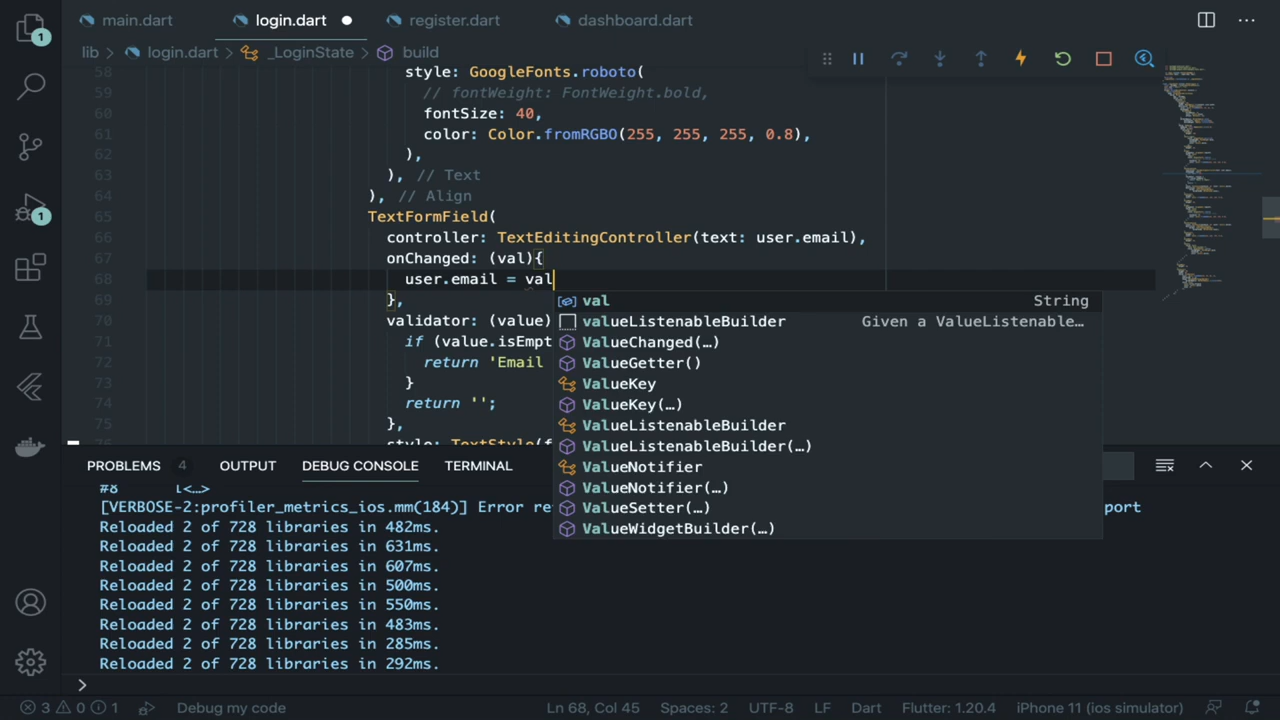 main.dart
login.dart
register.dart
dashboard.dart
lib > login.dart > _LoginState > build
58 style: GoogleFonts.roboto(
59 // fontWeight: FontWeight.bold,
60 fontSize: 40,
61 color: Color.fromRGBO(255, 255, 255, 0.8),
62 ),
63 ), // Text
64 ), // Align
65 TextFormField(
66 controller: TextEditingController(text: user.email),
67 onChanged: (val){
68 user.email = val
69 },
70 validator: (value)
71 if (value.isEmpt
72 return 'Email
73 }
74 return '';
75 },
style: TextStyle(f
val String
valueListenableBuilder Given a ValueListenable…
ValueChanged(…)
ValueGetter()
ValueKey
ValueKey(…)
ValueListenableBuilder
ValueListenableBuilder(…)
ValueNotifier
ValueNotifier(…)
ValueSetter(…)
ValueWidgetBuilder(…)
1
1
PROBLEMS 4 OUTPUT DEBUG CONSOLE TERMINAL
#8 [<…>
[VERBOSE-2:profiler_metrics_ios.mm(184)] Error re port
Reloaded 2 of 728 libraries in 482ms.
Reloaded 2 of 728 libraries in 631ms.
Reloaded 2 of 728 libraries in 607ms.
Reloaded 2 of 728 libraries in 500ms.
Reloaded 2 of 728 libraries in 550ms.
Reloaded 2 of 728 libraries in 483ms.
Reloaded 2 of 728 libraries in 285ms.
Reloaded 2 of 728 libraries in 292ms.
>
3 0 1 Debug my code Ln 68, Col 45 Spaces: 2 UTF-8 LF Dart Flutter: 1.20.4 iPhone 11 (ios simulator)